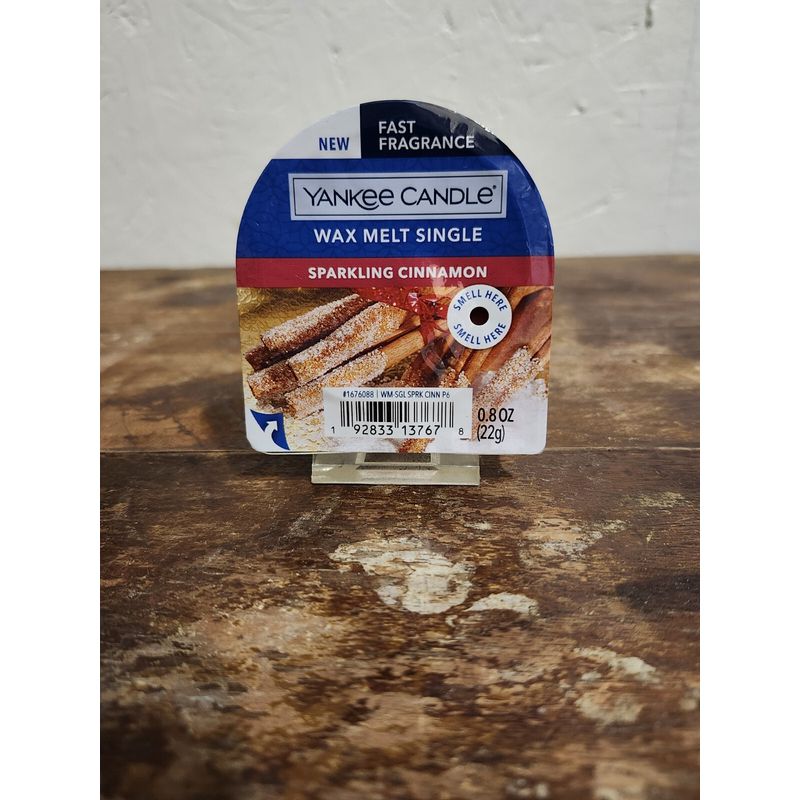 NEW
FAST
FRAGRANCE
YANKEE CANDLE®
WAX MELT SINGLE
SPARKLING CINNAMON
SMELL HERE
SMELL HERE
#1676088 | WM-SGL SPRK CINN P6
1 92833 13767 8
0.8 OZ
(22g)